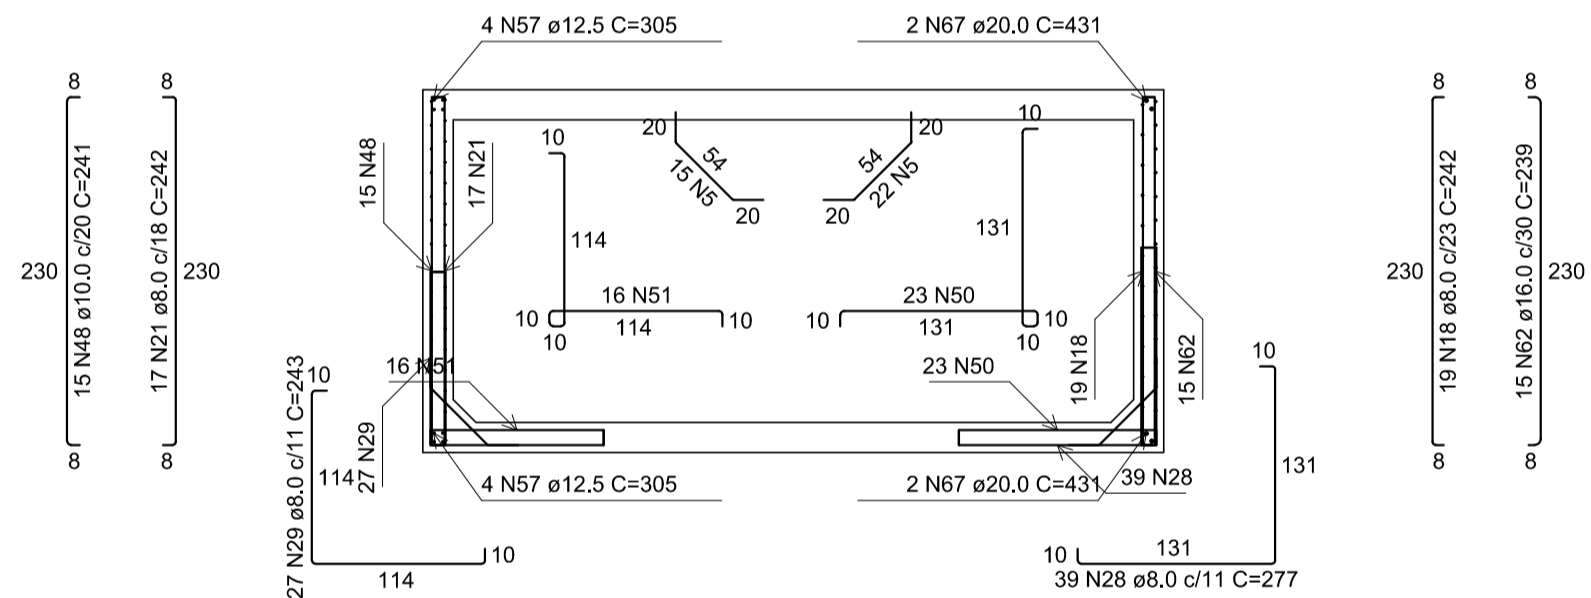 4 N57 ø12.5 C=305
2 N67 ø20.0 C=431
8
8
8
8
15 N48 ø10.0 c/20 C=241
230
17 N21 ø8.0 c/18 C=242
230
8
8
15 N48
17 N21
10
114
20
54
15 N5
20
20
54
22 N5
20
10
131
16 N51
114
10
10
10
23 N50
131
10
10
10
230
19 N18 ø8.0 c/23 C=242
15 N62 ø16.0 c/30 C=239
230
8
8
16 N51
23 N50
19 N18
15 N62
27 N29
10
27 N29 ø8.0 c/11 C=243
114
114
10
4 N57 ø12.5 C=305
2 N67 ø20.0 C=431
39 N28
10
131
10
131
39 N28 ø8.0 c/11 C=277